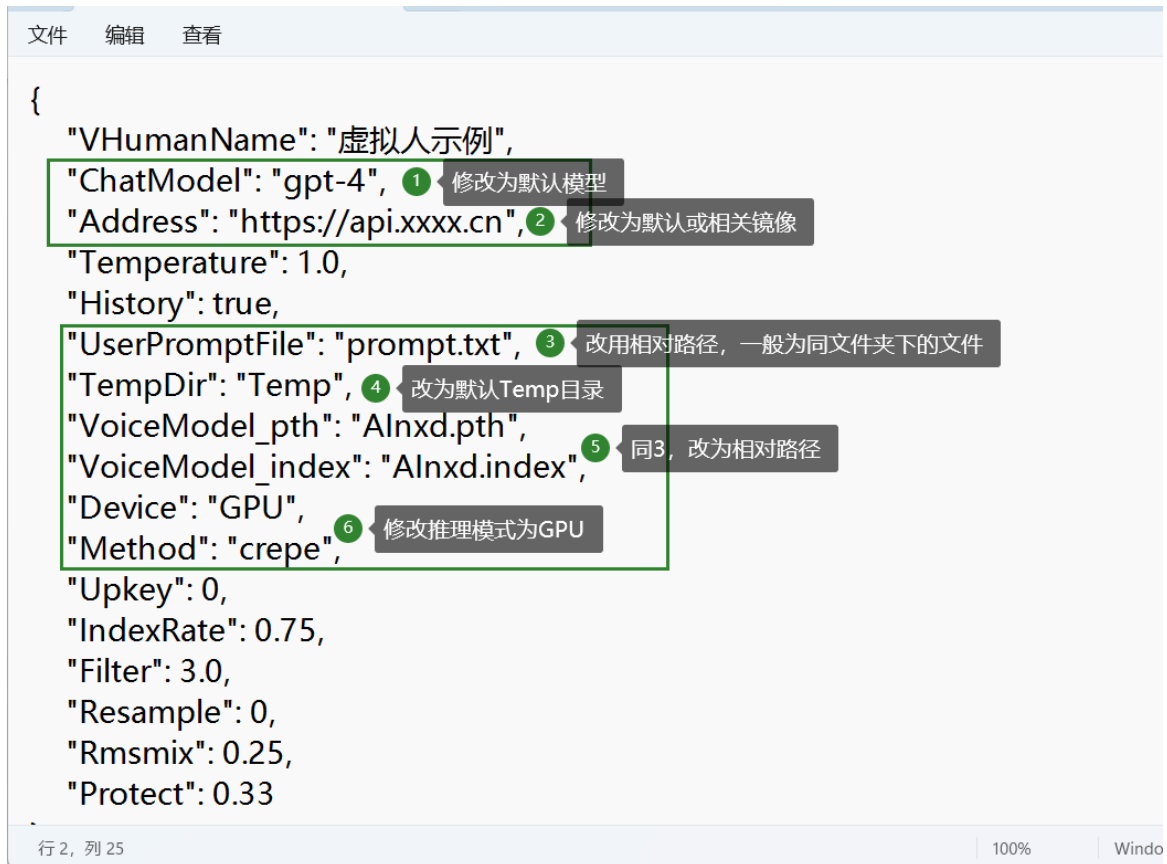 文件 编辑 查看
{
"VHumanName": "虚拟人示例",
"ChatModel": "gpt-4", 1 修改为默认模型
"Address": "https://api.xxxx.cn", 2 修改为默认或相关镜像
"Temperature": 1.0,
"History": true,
"UserPromptFile": "prompt.txt", 3 改用相对路径，一般为同文件夹下的文件
"TempDir": "Temp", 4 改为默认Temp目录
"VoiceModel_pth": "AInxd.pth",
5 同3，改为相对路径
"VoiceModel_index": "AInxd.index",
"Device": "GPU",
6 修改推理模式为GPU
"Method": "crepe",
"Upkey": 0,
"IndexRate": 0.75,
"Filter": 3.0,
"Resample": 0,
"Rmsmix": 0.25,
"Protect": 0.33
行 2，列 25 100% Windo